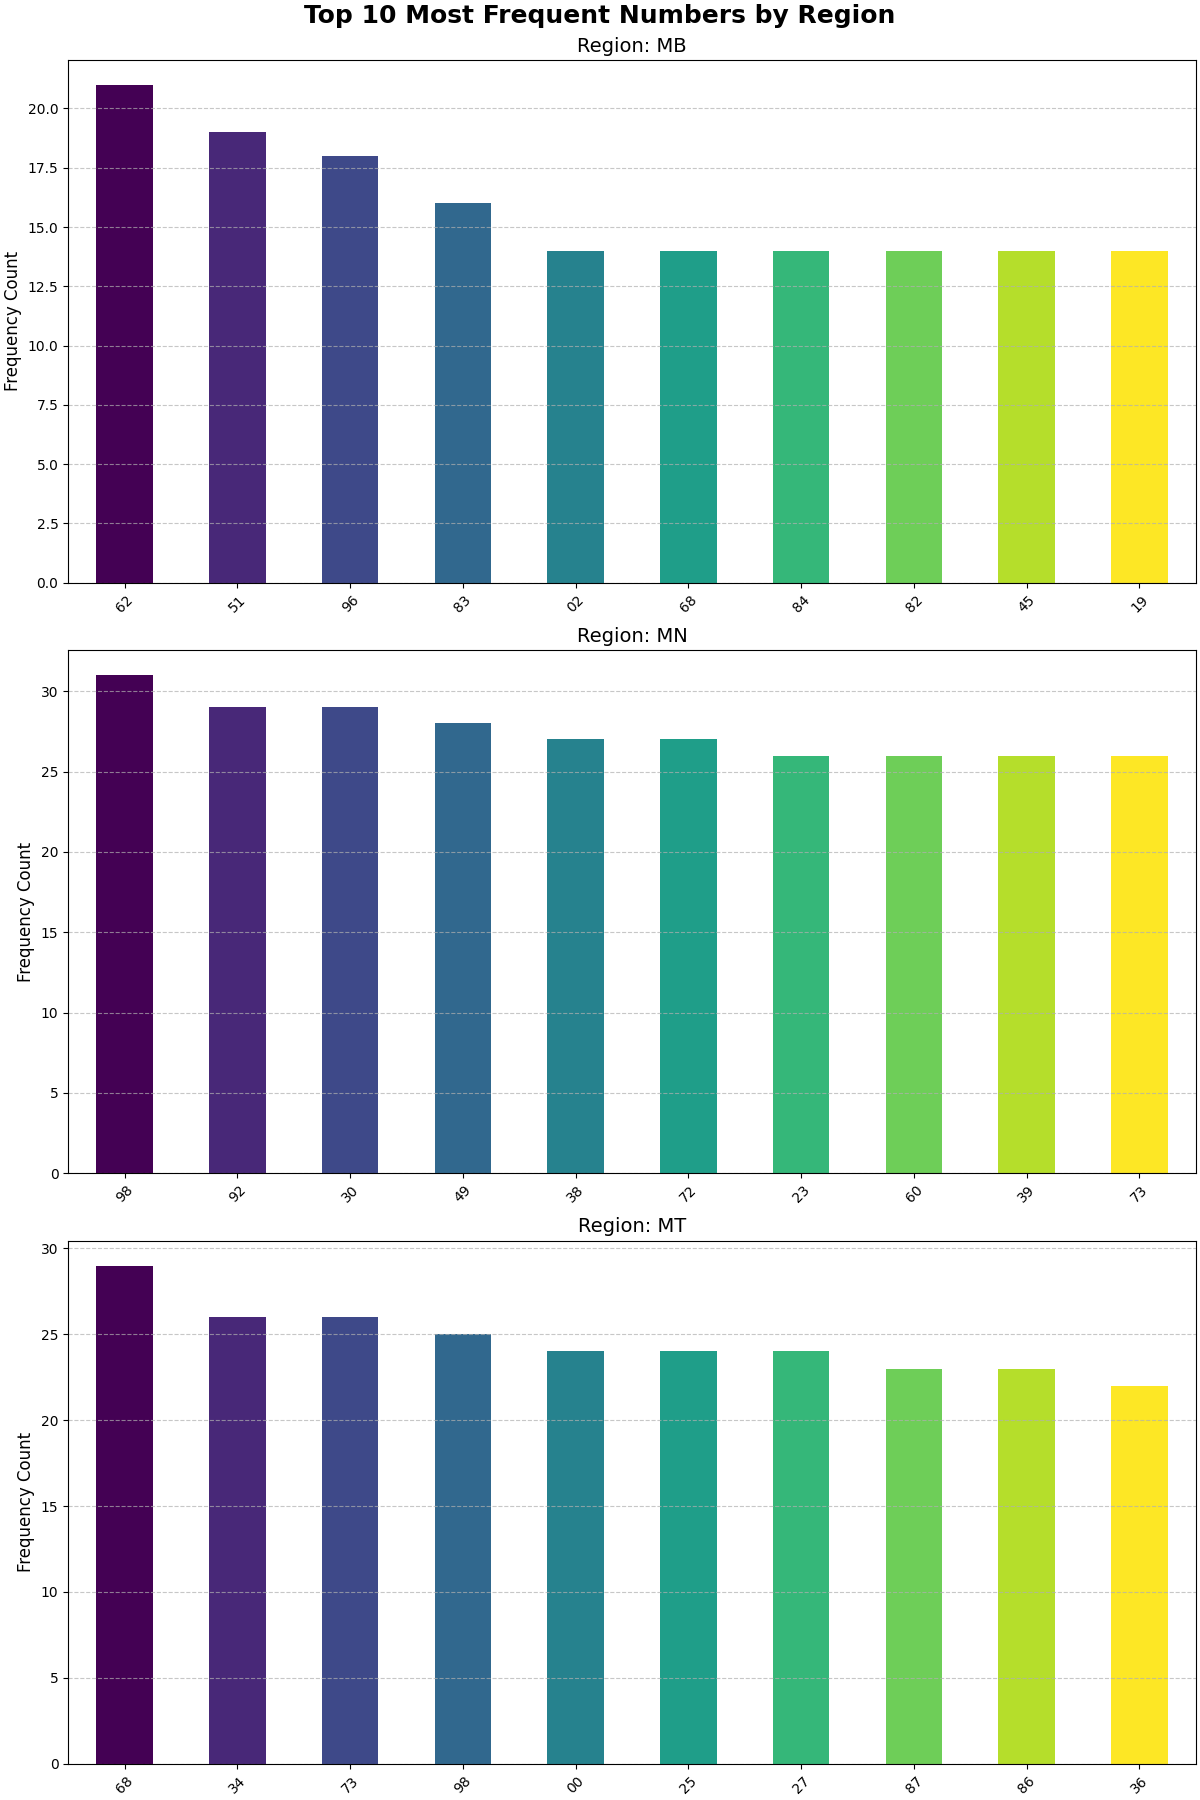 Top 10 Most Frequent Numbers by Region
Region: MB
Frequency Count
20.0
17.5
15.0
12.5
10.0
7.5
5.0
2.5
0.0
62 51 96 83 02 68 84 82 45 19
Region: MN
Frequency Count
30
25
20
15
10
5
0
98 92 30 49 38 72 23 60 39 73
Region: MT
Frequency Count
30
25
20
15
10
5
0
68 34 73 98 00 25 27 87 86 36